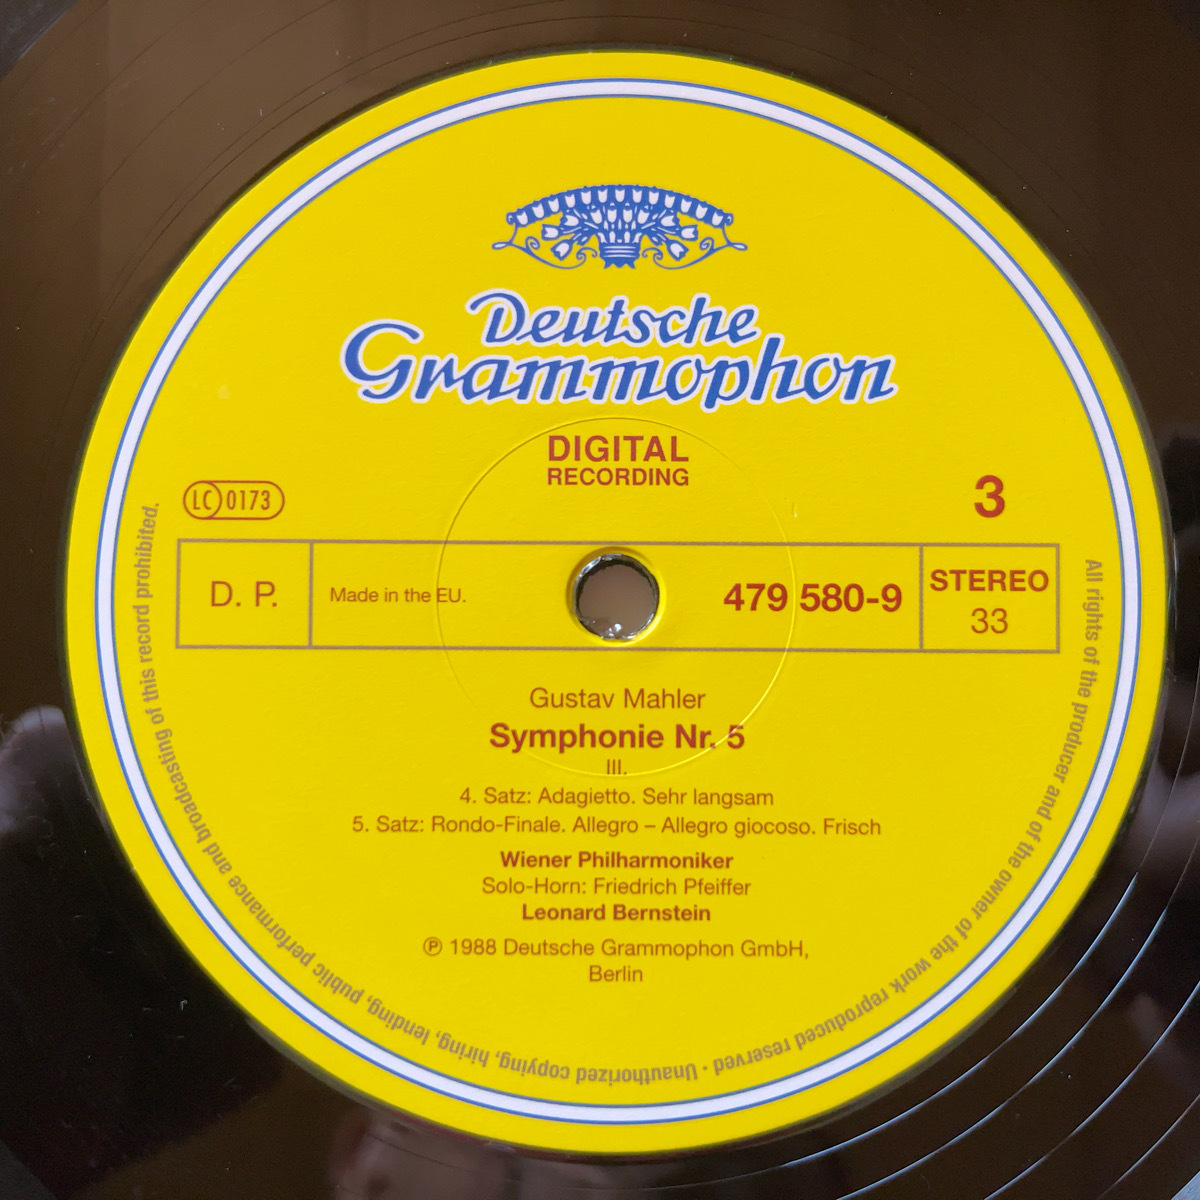 Deutsche
Grammophon
DIGITAL
RECORDING
LC 0173
3
D. P.
Made in the EU.
479 580-9
STEREO
33
Gustav Mahler
Symphonie Nr. 5
III.
4. Satz: Adagietto. Sehr langsam
5. Satz: Rondo-Finale. Allegro – Allegro giocoso. Frisch
Wiener Philharmoniker
Solo-Horn: Friedrich Pfeiffer
Leonard Bernstein
℗ 1988 Deutsche Grammophon GmbH,
Berlin
All rights of the producer and of the owner of the work reproduced reserved · Unauthorized copying, hiring, lending, public performance and broadcasting of this record prohibited.